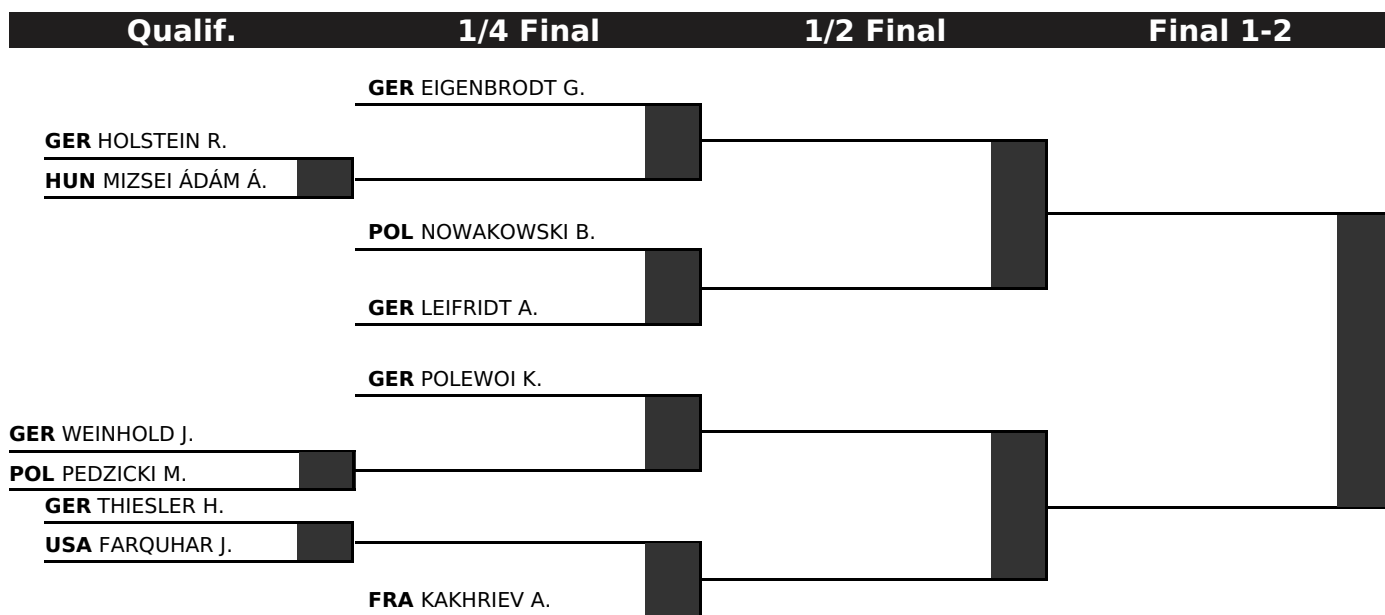 Qualif. 1/4 Final 1/2 Final Final 1-2
GER EIGENBRODT G.
GER HOLSTEIN R.
HUN MIZSEI ÁDÁM Á.
POL NOWAKOWSKI B.
GER LEIFRIDT A.
GER POLEWOI K.
GER WEINHOLD J.
POL PEDZICKI M.
GER THIESLER H.
USA FARQUHAR J.
FRA KAKHRIEV A.